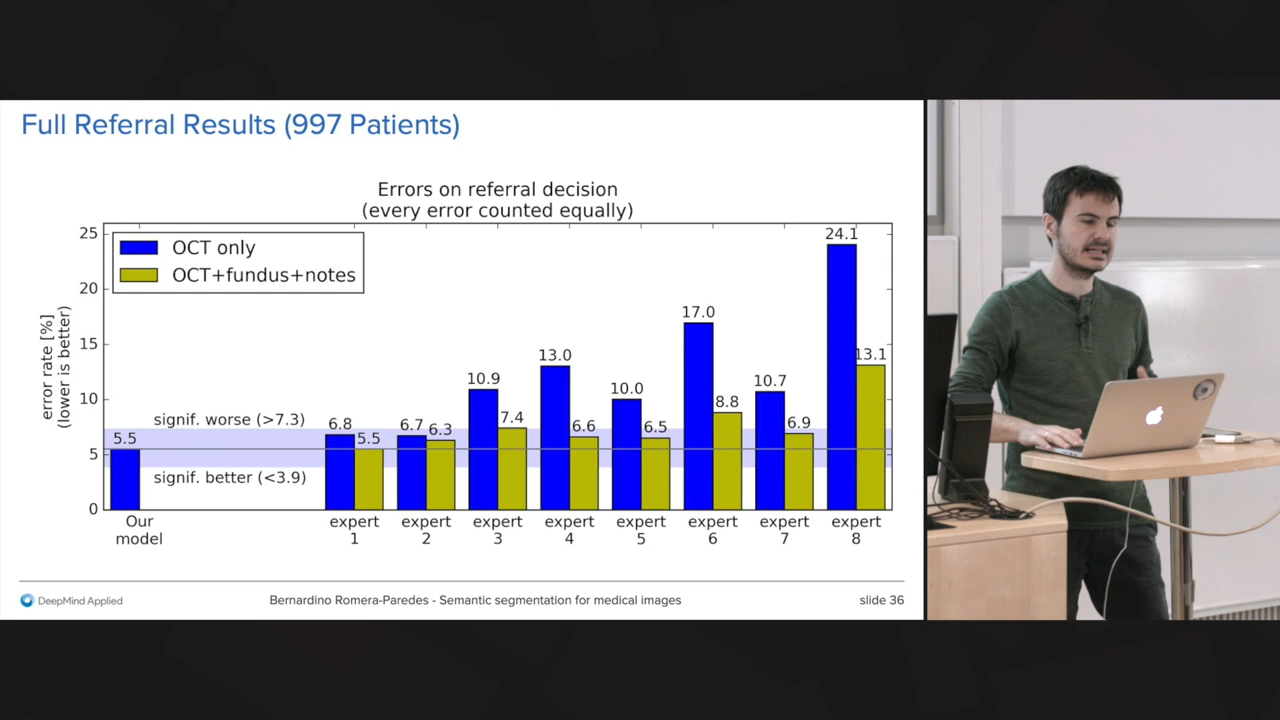 Full Referral Results (997 Patients)
Errors on referral decision
(every error counted equally)
OCT only
OCT+fundus+notes
error rate [%]
(lower is better)
25
20
15
10
5
0
signif. worse (>7.3)
signif. better (<3.9)
5.5
6.8
5.5
6.7
6.3
10.9
7.4
13.0
6.6
10.0
6.5
17.0
8.8
10.7
6.9
24.1
13.1
Our
model
expert
1
expert
2
expert
3
expert
4
expert
5
expert
6
expert
7
expert
8
DeepMind Applied
Bernardino Romera-Paredes - Semantic segmentation for medical images
slide 36